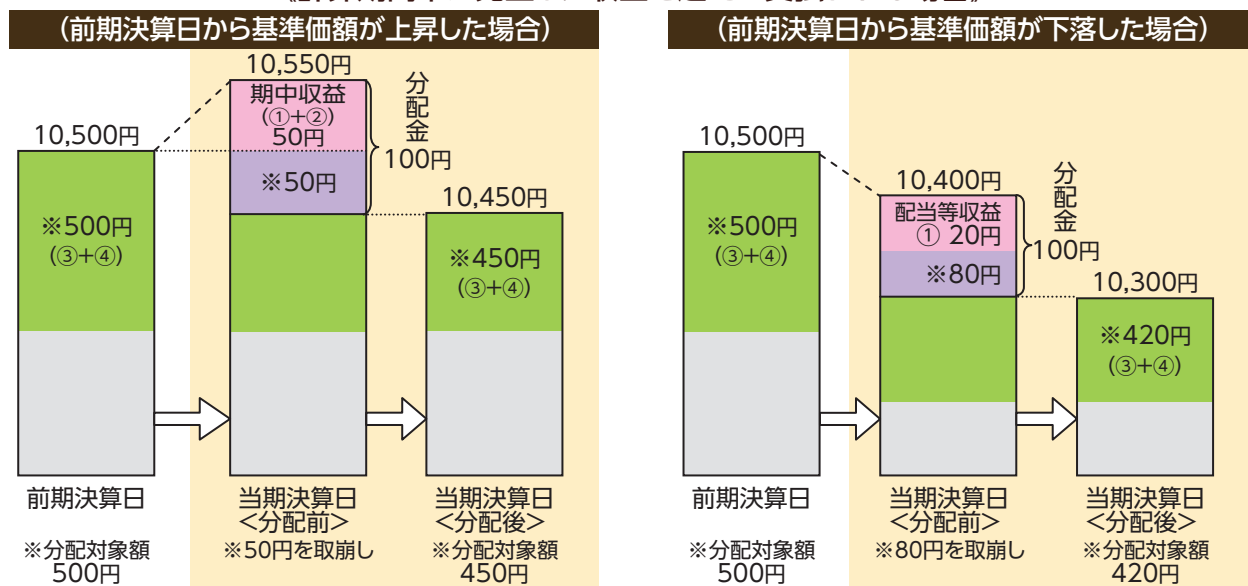 (前期決算日から基準価額が上昇した場合)
10,550円
期中収益
(①+②)
50円
※50円
分配金
100円
10,500円
※500円
(③+④)
10,450円
※450円
(③+④)
前期決算日
※分配対象額
500円
当期決算日
<分配前>
※50円を取崩し
当期決算日
<分配後>
※分配対象額
450円
(前期決算日から基準価額が下落した場合)
10,500円
※500円
(③+④)
10,400円
配当等収益
① 20円
※80円
分配金
100円
10,300円
※420円
(③+④)
前期決算日
※分配対象額
500円
当期決算日
<分配前>
※80円を取崩し
当期決算日
<分配後>
※分配対象額
420円